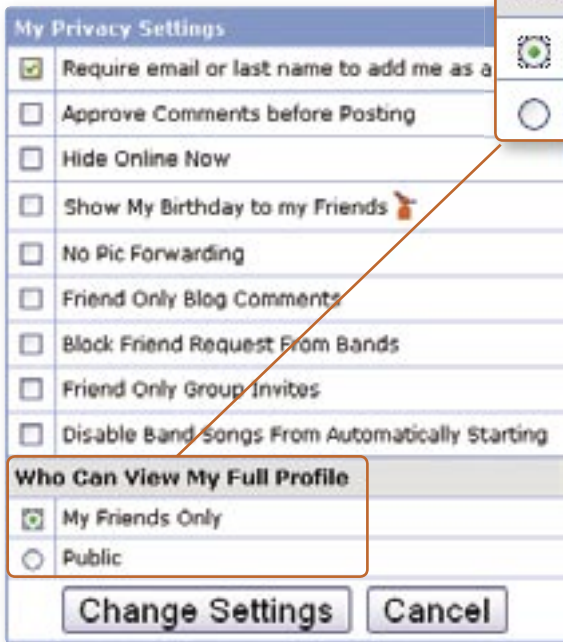 My Privacy Settings
Require email or last name to add me as a
Approve Comments before Posting
Hide Online Now
Show My Birthday to my Friends
No Pic Forwarding
Friend Only Blog Comments
Block Friend Request From Bands
Friend Only Group Invites
Disable Band Songs From Automatically Starting
Who Can View My Full Profile
My Friends Only
Public
Change Settings Cancel